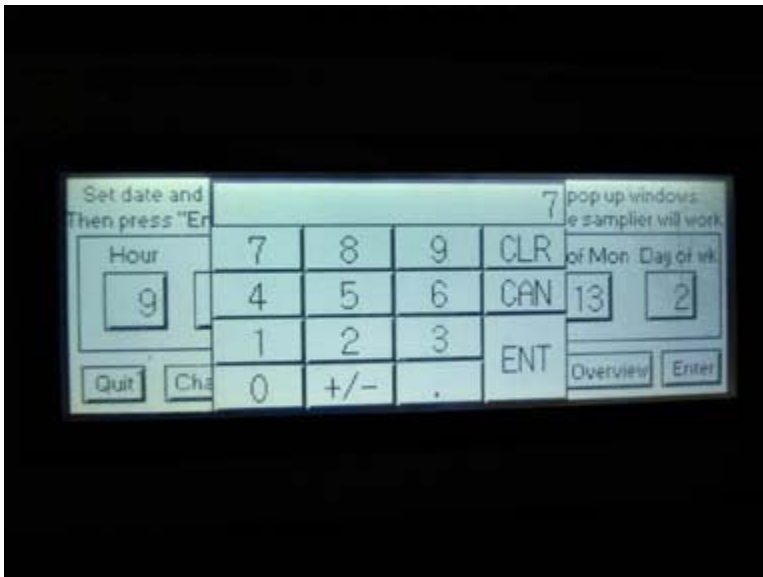 Set date and 7 pop up windows
Then press "En e samplier will work
Hour of Mon Day of wk
9 13 2
7 8 9 CLR
4 5 6 CAN
1 2 3 ENT
0 +/- .
Quit Cha Overview Enter